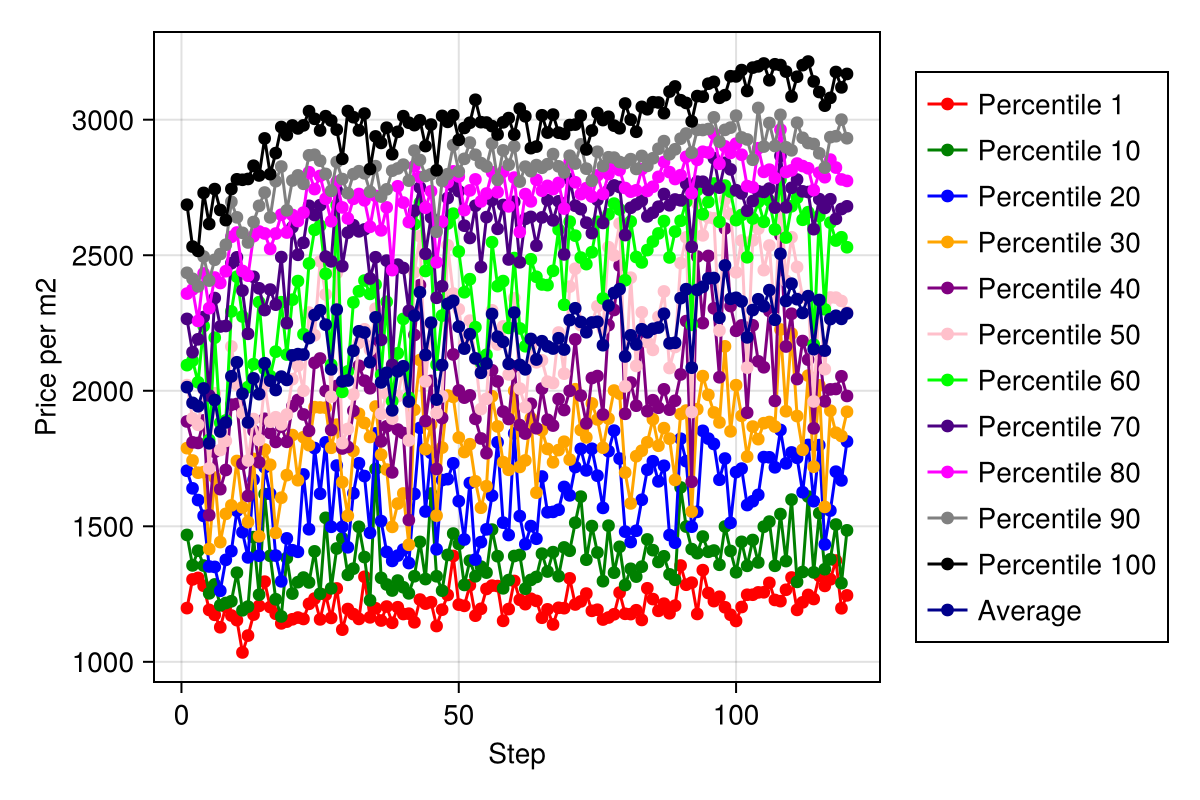 3000
2500
2000
1500
1000
Price per m2
0
50
100
Step
Percentile 1
Percentile 10
Percentile 20
Percentile 30
Percentile 40
Percentile 50
Percentile 60
Percentile 70
Percentile 80
Percentile 90
Percentile 100
Average